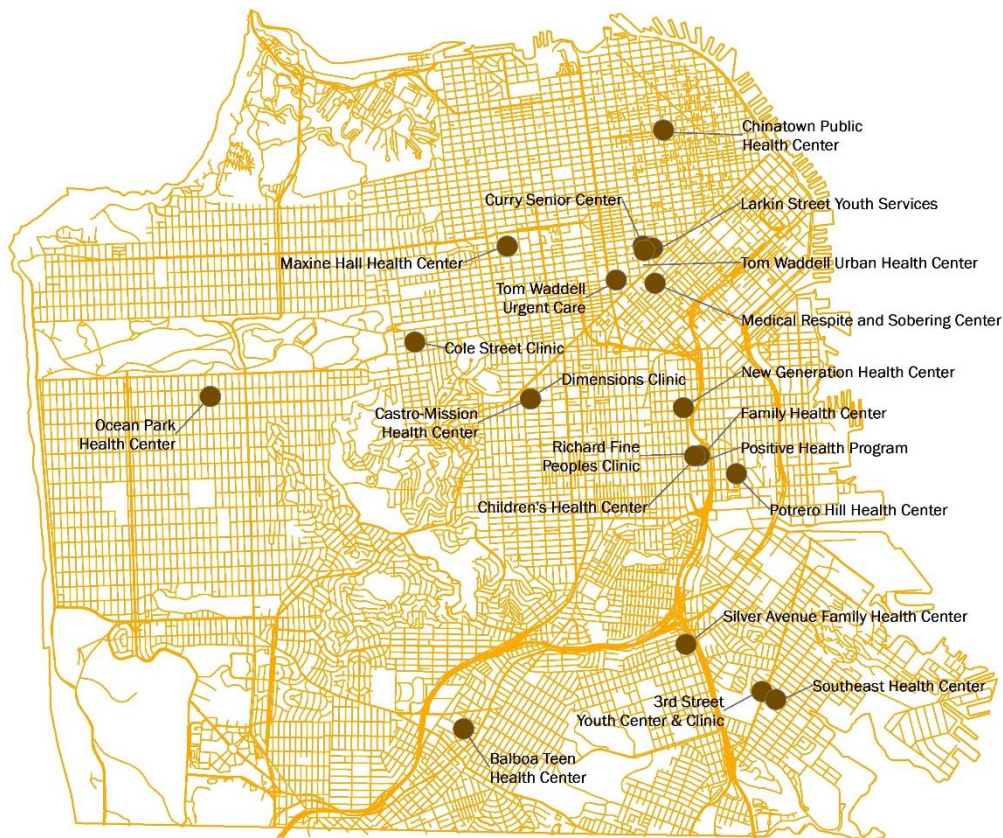 Chinatown Public
Health Center
Curry Senior Center
Larkin Street Youth Services
Maxine Hall Health Center
Tom Waddell Urban Health Center
Tom Waddell
Urgent Care
Medical Respite and Sobering Center
Cole Street Clinic
Dimensions Clinic
New Generation Health Center
Castro-Mission
Health Center
Ocean Park
Health Center
Family Health Center
Richard Fine
Peoples Clinic
Positive Health Program
Children's Health Center
Potrero Hill Health Center
Silver Avenue Family Health Center
3rd Street
Youth Center & Clinic
Southeast Health Center
Balboa Teen
Health Center